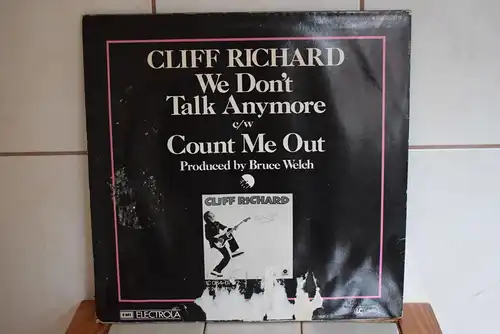 CLIFF RICHARD
We Don't
Talk Anymore
c/w
Count Me Out
Produced by Bruce Welch
CLIFF RICHARD
EMI ELECTROLA